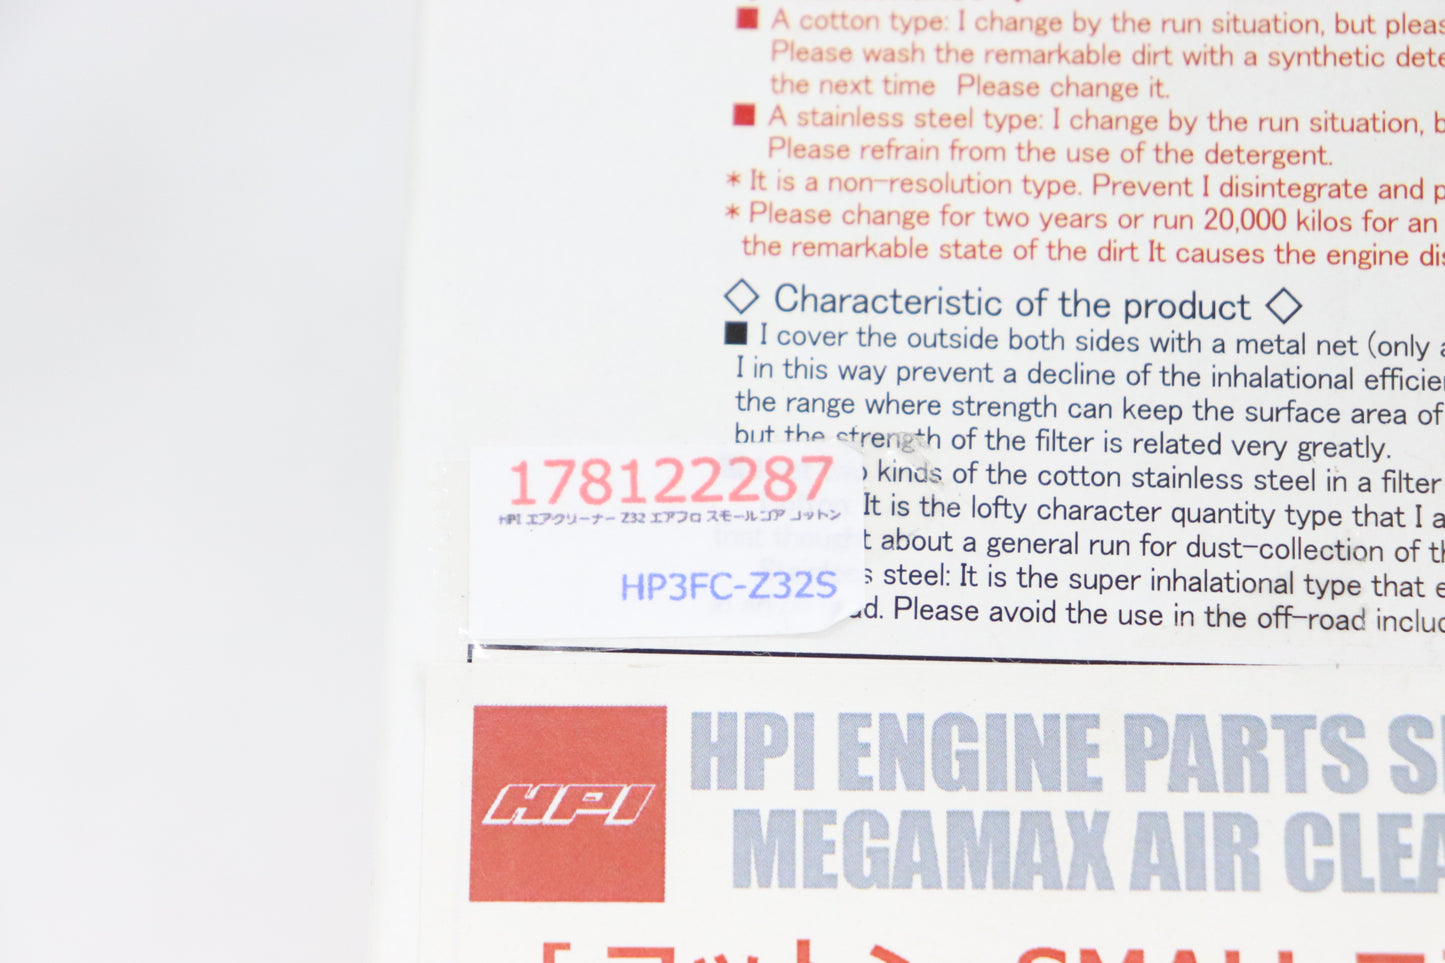 ■ A cotton type: I change by the run situation, but pleas
Please wash the remarkable dirt with a synthetic dete
the next time Please change it.
■ A stainless steel type: I change by the run situation, b
Please refrain from the use of the detergent.
* It is a non-resolution type. Prevent I disintegrate and p
* Please change for two years or run 20,000 kilos for an
the remarkable state of the dirt It causes the engine dis
◇ Characteristic of the product ◇
■ I cover the outside both sides with a metal net (only a
I in this way prevent a decline of the inhalational efficien
the range where strength can keep the surface area of
but the strength of the filter is related very greatly.
kinds of the cotton stainless steel in a filter
It is the lofty character quantity type that I a
t about a general run for dust-collection of th
s steel: It is the super inhalational type that e
ad. Please avoid the use in the off-road includ
178122287
HPI エアクリーナー Z32 エアフロ スモールコア コットン
HP3FC-Z32S
HPI
HPI ENGINE PARTS S
MEGAMAX AIR CLEA